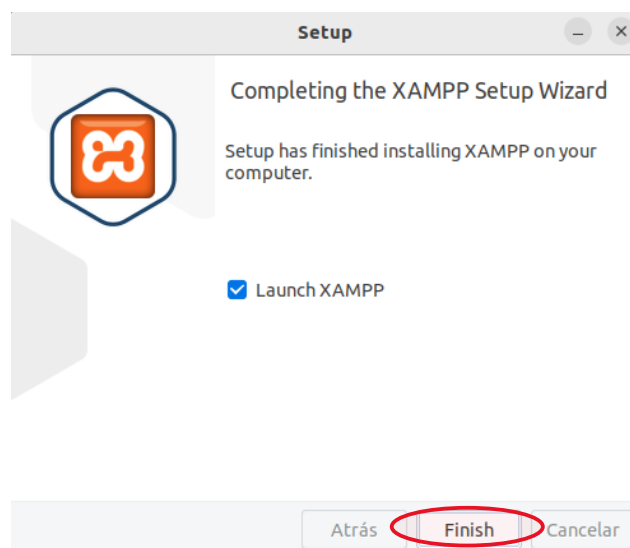 Setup
Completing the XAMPP Setup Wizard
Setup has finished installing XAMPP on your
computer.
Launch XAMPP
Atrás Finish Cancelar